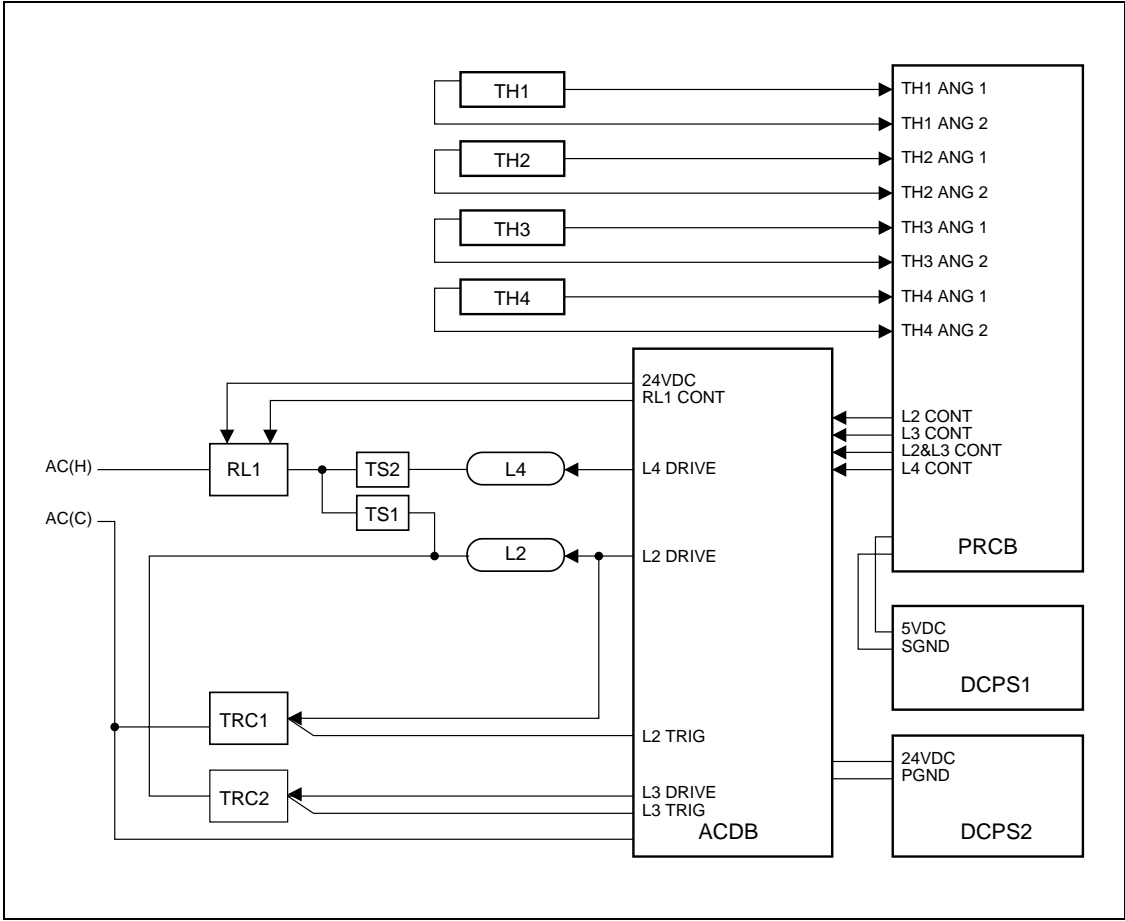 TH1
TH1 ANG 1
TH1 ANG 2
TH2
TH2 ANG 1
TH2 ANG 2
TH3
TH3 ANG 1
TH3 ANG 2
TH4
TH4 ANG 1
TH4 ANG 2
24VDC
RL1 CONT
L2 CONT
L3 CONT
L2&L3 CONT
L4 CONT
AC(H)
RL1
TS2
L4
L4 DRIVE
TS1
AC(C)
L2
L2 DRIVE
PRCB
5VDC
SGND
DCPS1
TRC1
L2 TRIG
24VDC
PGND
TRC2
L3 DRIVE
L3 TRIG
ACDB
DCPS2